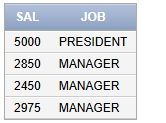 SAL JOB
5000 PRESIDENT
2850 MANAGER
2450 MANAGER
2975 MANAGER